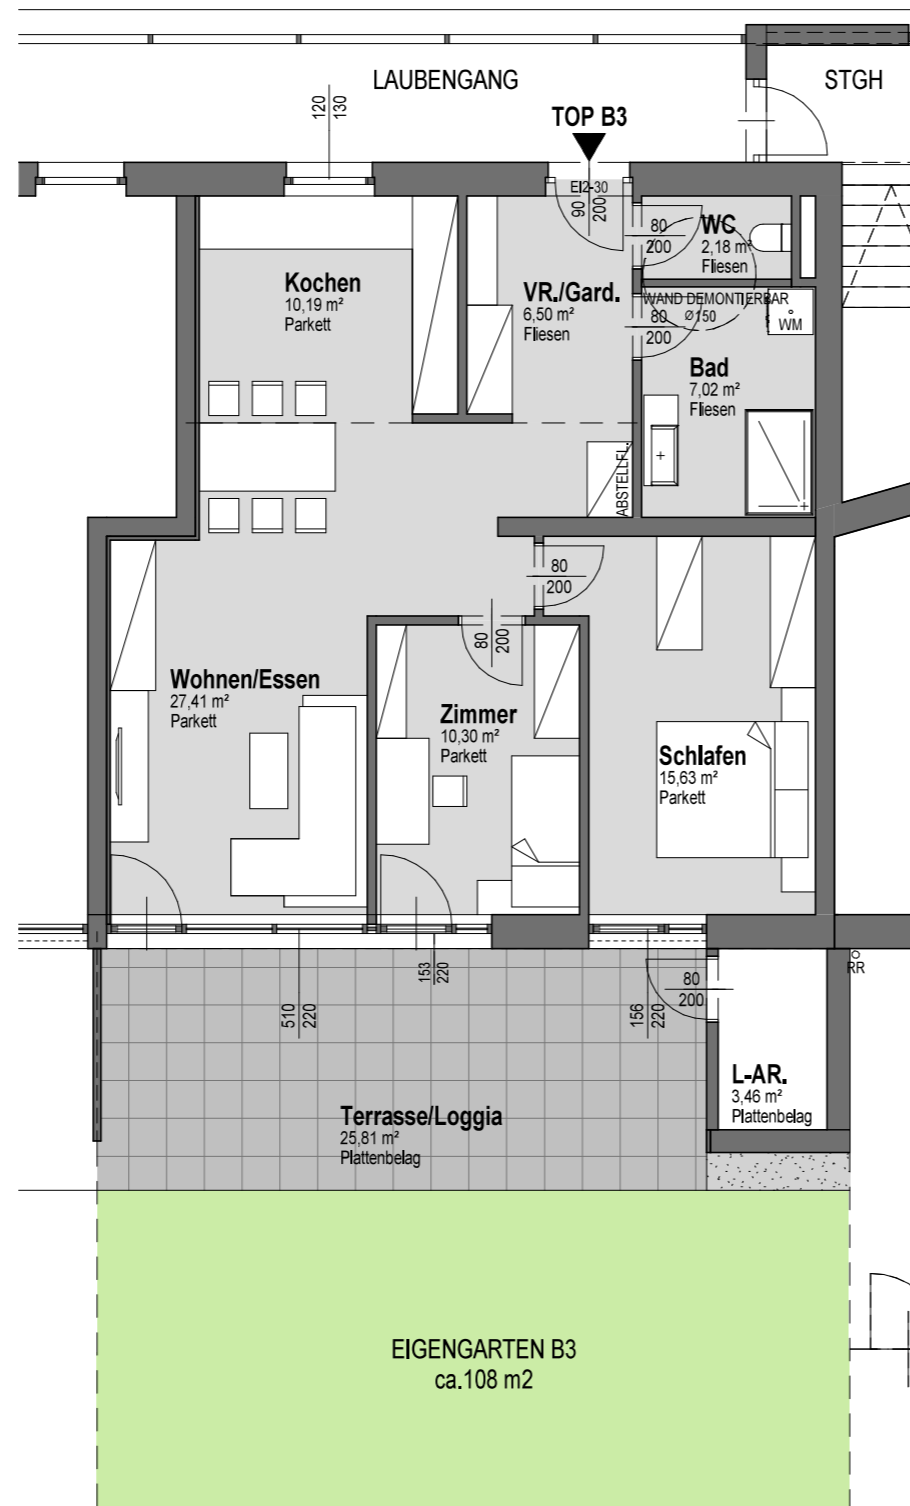 LAUBENGANG
STGH
120
130
TOP B3
EI2-30
90
200
80
200
WC
2,18 m²
Fliesen
Kochen
10,19 m²
Parkett
VR./Gard.
6,50 m²
Fliesen
WAND DEMONTIERBAR
Ø150
80
200
WM
Bad
7,02 m²
Fliesen
ABSTELLFL.
80
200
80
200
Wohnen/Essen
27,41 m²
Parkett
Zimmer
10,30 m²
Parkett
Schlafen
15,63 m²
Parkett
510
220
153
220
156
220
80
200
RR
L-AR.
3,46 m²
Plattenbelag
Terrasse/Loggia
25,81 m²
Plattenbelag
EIGENGARTEN B3
ca.108 m2